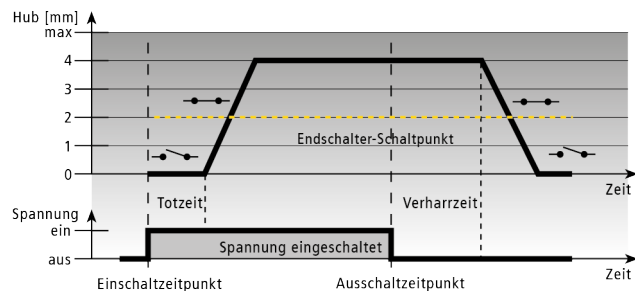 Hub [mm]
max
4
3
2
1
0
Endschalter-Schaltpunkt
Zeit
Totzeit
Verharrzeit
Spannung
ein
aus
Spannung eingeschaltet
Zeit
Einschaltzeitpunkt
Ausschaltzeitpunkt